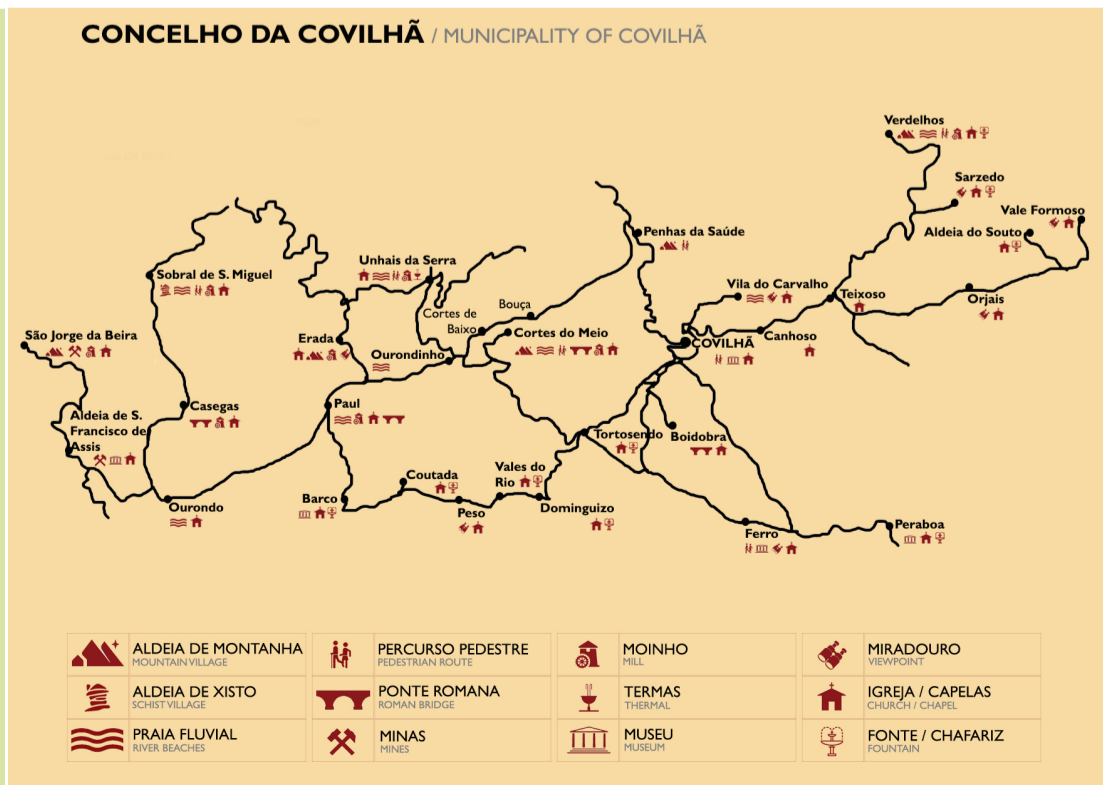 CONCELHO DA COVILHÃ / MUNICIPALITY OF COVILHÃ
Verdelhos
Sarzedo
Vale Formoso
Aldeia do Souto
Penhas da Saúde
Unhais da Serra
Sobral de S. Miguel
Vila do Carvalho
Teixoso
Orjais
Bouça
Cortes de
Baixo
Cortes do Meio
São Jorge da Beira
Erada
Ourondinho
Canhoso
COVILHÃ
Casegas
Paul
Aldeia de S.
Francisco de
Assis
Tortosendo
Boidobra
Coutada
Vales do
Rio
Barco
Ourondo
Peso
Dominguizo
Ferro
Peraboa
ALDEIA DE MONTANHA
MOUNTAIN VILLAGE
PERCURSO PEDESTRE
PEDESTRIAN ROUTE
MOINHO
MILL
MIRADOURO
VIEWPOINT
ALDEIA DE XISTO
SCHIST VILLAGE
PONTE ROMANA
ROMAN BRIDGE
TERMAS
THERMAL
IGREJA / CAPELAS
CHURCH / CHAPEL
PRAIA FLUVIAL
RIVER BEACHES
MINAS
MINES
MUSEU
MUSEUM
FONTE / CHAFARIZ
FOUNTAIN